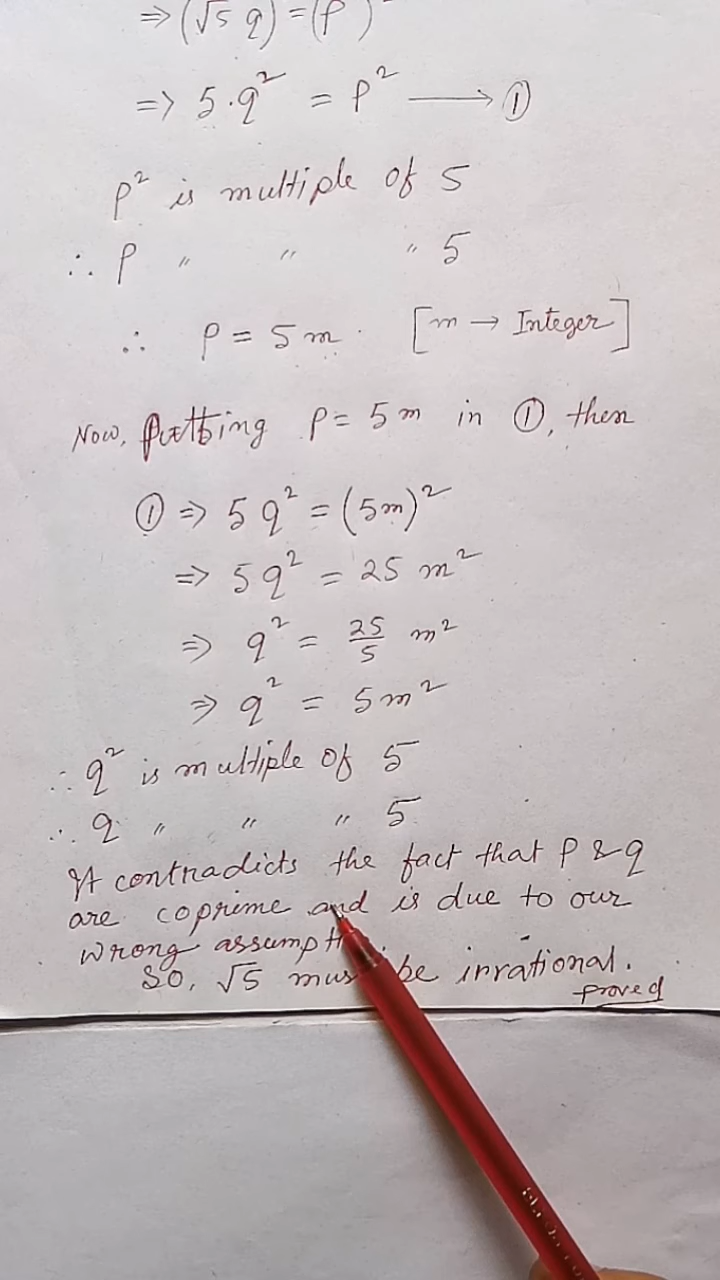 ⇒ (√5 q) = (P)
⇒ 5·q² = P² ⟶ ①
P² is multiple of 5
∴ P " " " 5
∴ P = 5m. [m → Integer]
Now, putting P = 5m in ①, then
① ⇒ 5q² = (5m)²
⇒ 5q² = 25 m²
⇒ q² = 25/5 m²
⇒ q² = 5m²
∴ q² is multiple of 5
∴ q " " " 5
It contradicts the fact that P & q
are coprime and is due to our
wrong
So, √5 must be irrational.
proved